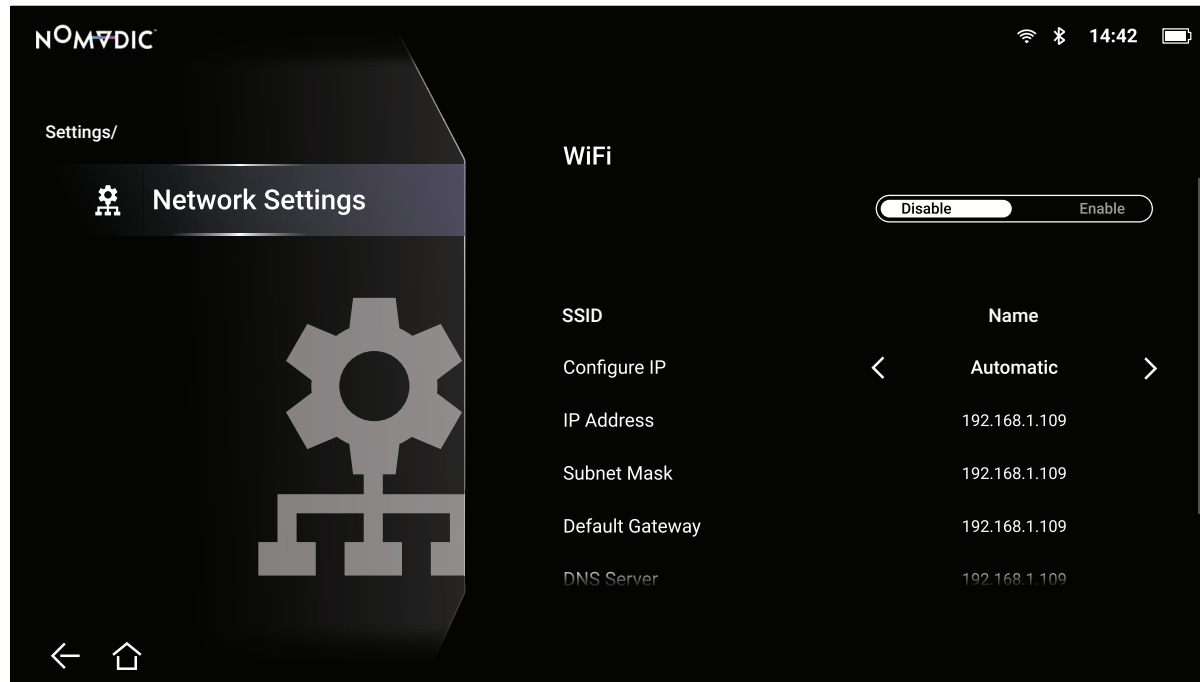 NOMADIC™
14:42
Settings/
Network Settings
WiFi
Disable Enable
SSID Name
Configure IP Automatic
IP Address 192.168.1.109
Subnet Mask 192.168.1.109
Default Gateway 192.168.1.109
DNS Server 192.168.1.109